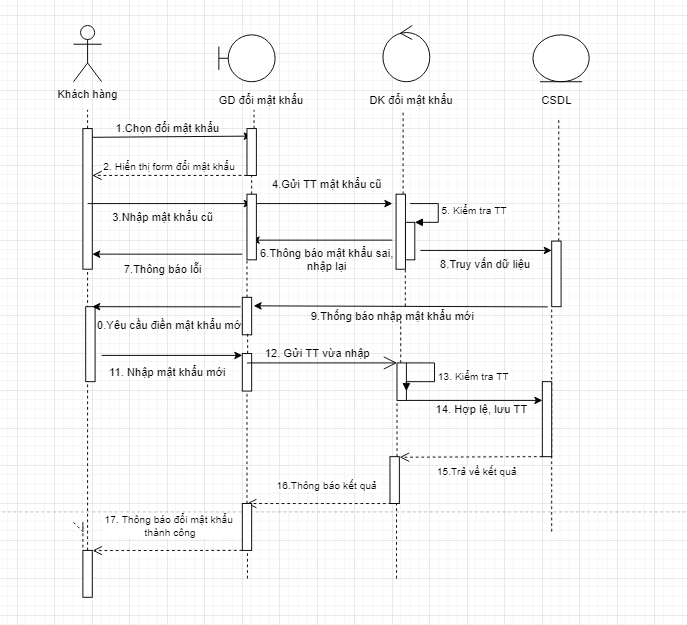 Khách hàng
GD đổi mật khẩu
DK đổi mật khẩu
CSDL
1.Chọn đổi mật khẩu
2. Hiển thị form đổi mật khẩu
4.Gửi TT mật khẩu cũ
3.Nhập mật khẩu cũ
5. Kiểm tra TT
6.Thông báo mật khẩu sai,
nhập lại
7.Thông báo lỗi
8.Truy vấn dữ liệu
9.Thống báo nhập mật khẩu mới
0.Yêu cầu điền mật khẩu mớ
12. Gửi TT vừa nhập
11. Nhập mật khẩu mới
13. Kiểm tra TT
14. Hợp lệ, lưu TT
15.Trả về kết quả
16.Thông báo kết quả
17. Thông báo đổi mật khẩu
thành công